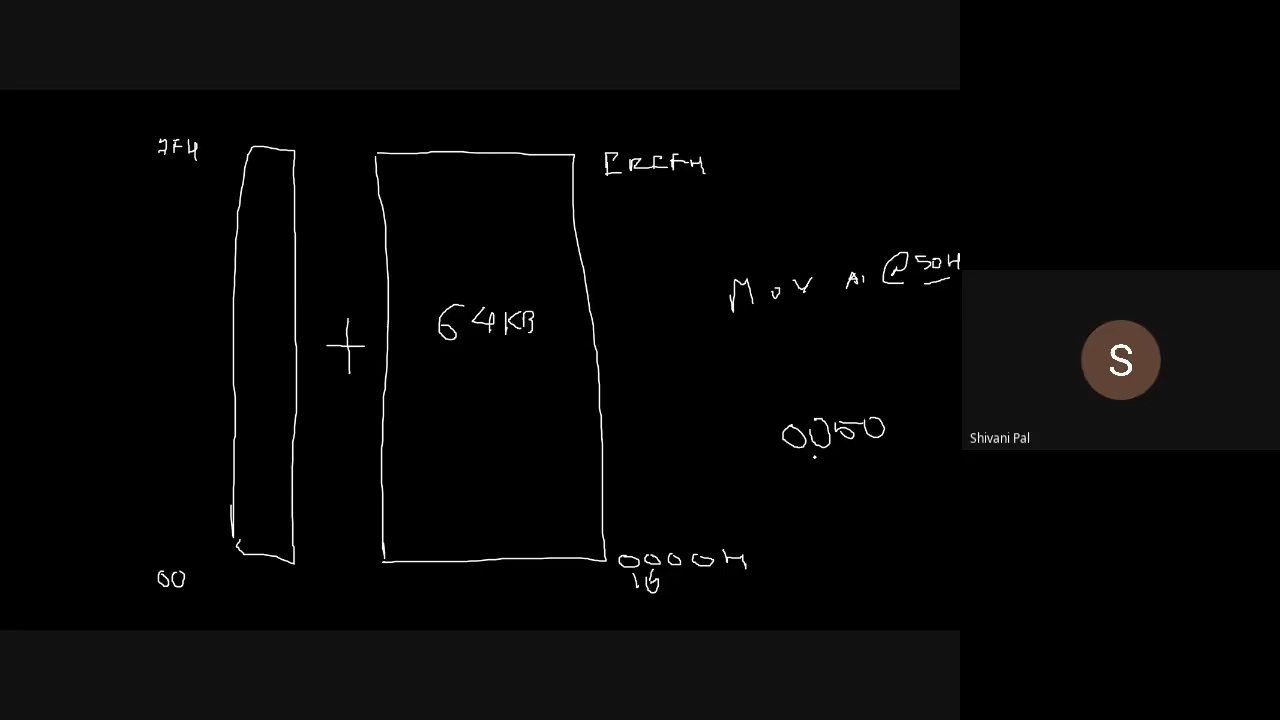 7FH
FFFFH
MOV A, @50H
64KB
0050
Shivani Pal
S
00
0000H
16